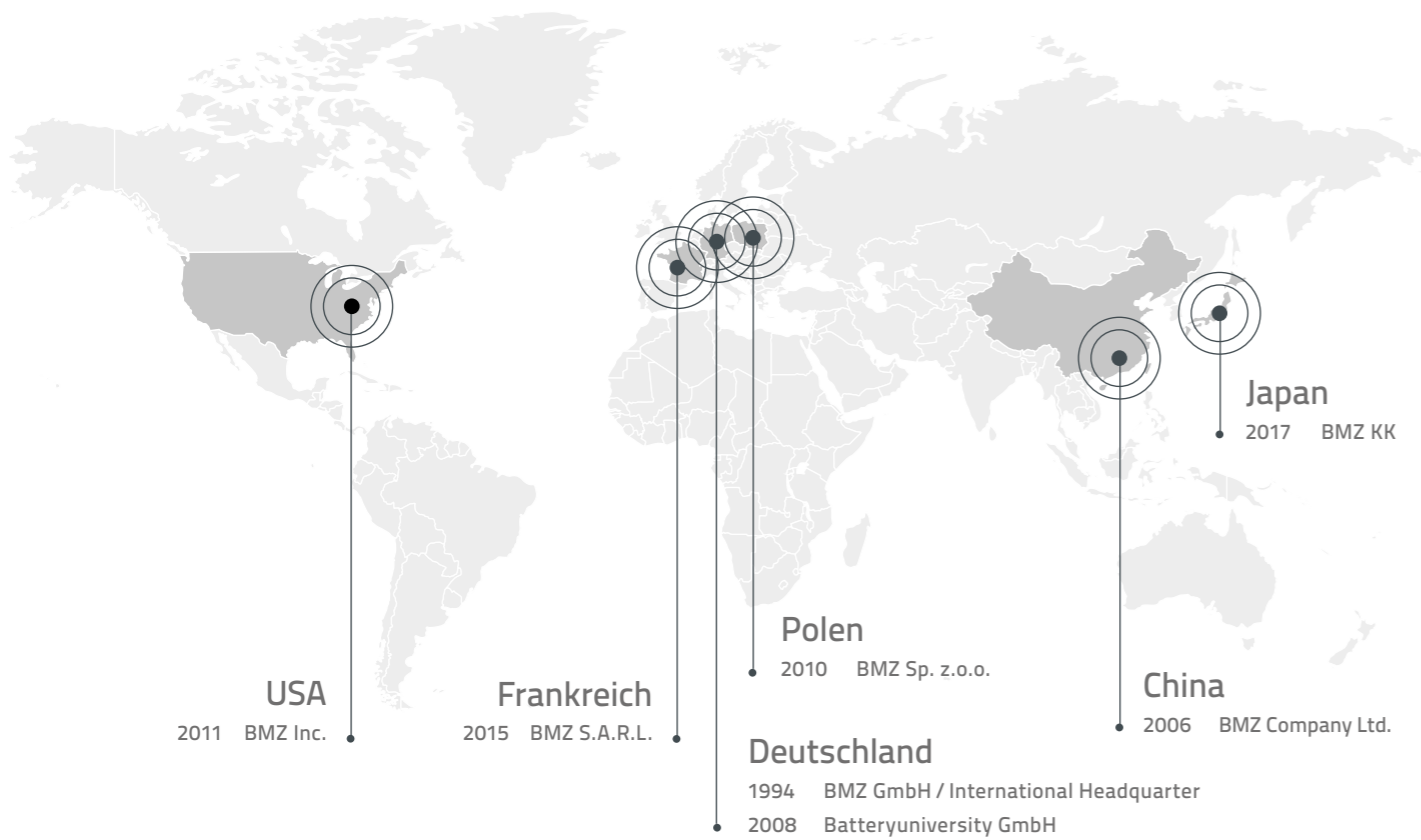 Japan
2017 BMZ KK
Polen
2010 BMZ Sp. z.o.o.
USA
2011 BMZ Inc.
Frankreich
2015 BMZ S.A.R.L.
China
2006 BMZ Company Ltd.
Deutschland
1994 BMZ GmbH / International Headquarter
2008 Batteryuniversity GmbH